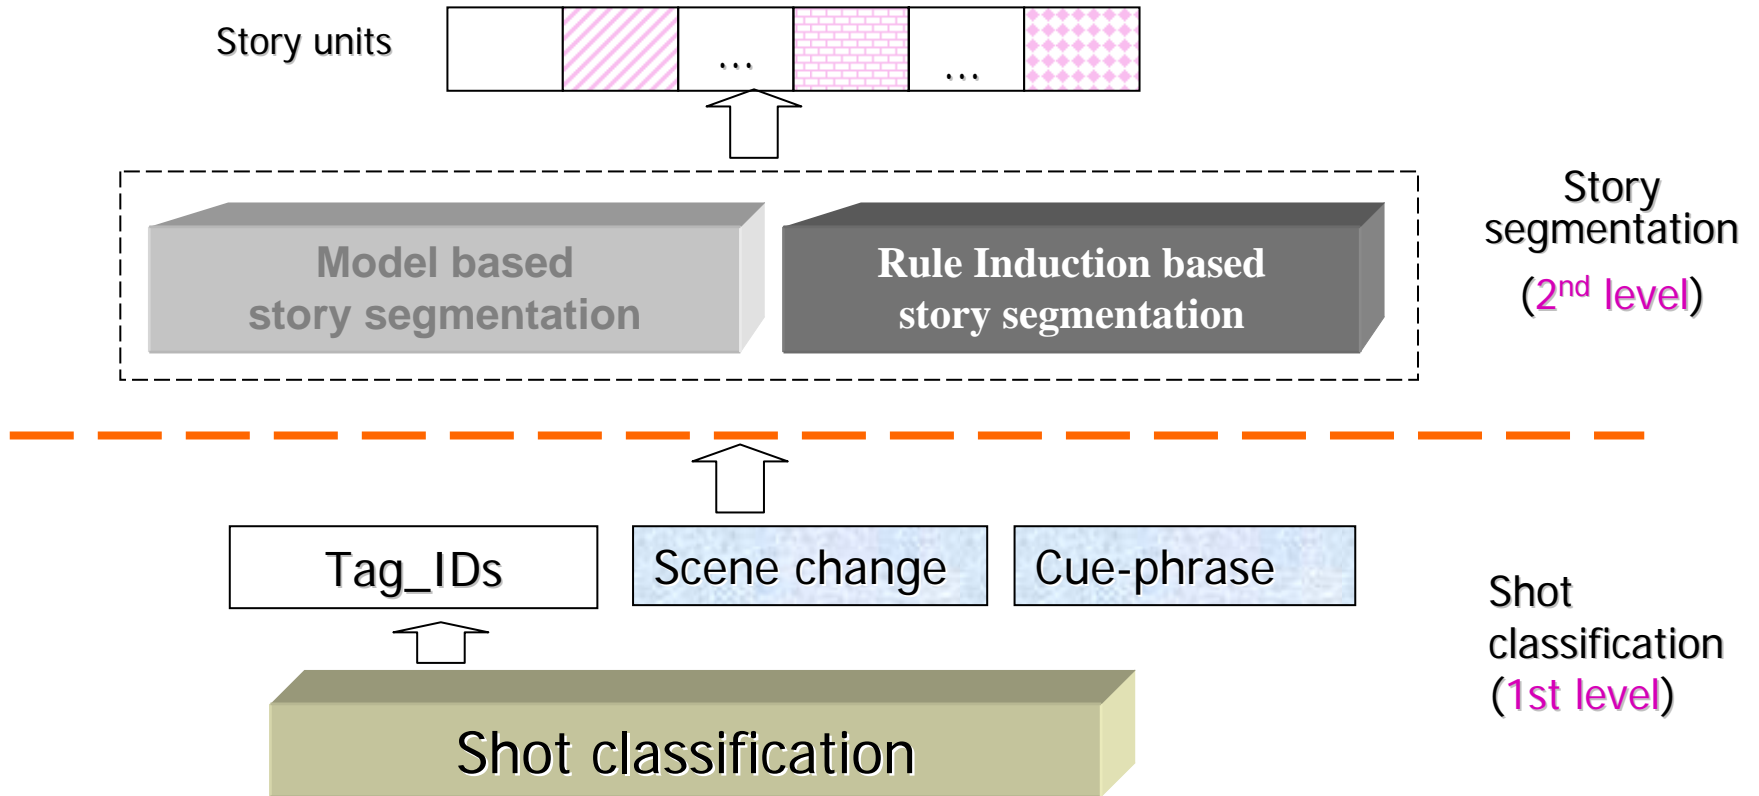 Story units
...
...
Model based
story segmentation
Rule Induction based
story segmentation
Story
segmentation
(2nd level)
Tag_IDs
Scene change
Cue-phrase
Shot
classification
(1st level)
Shot classification